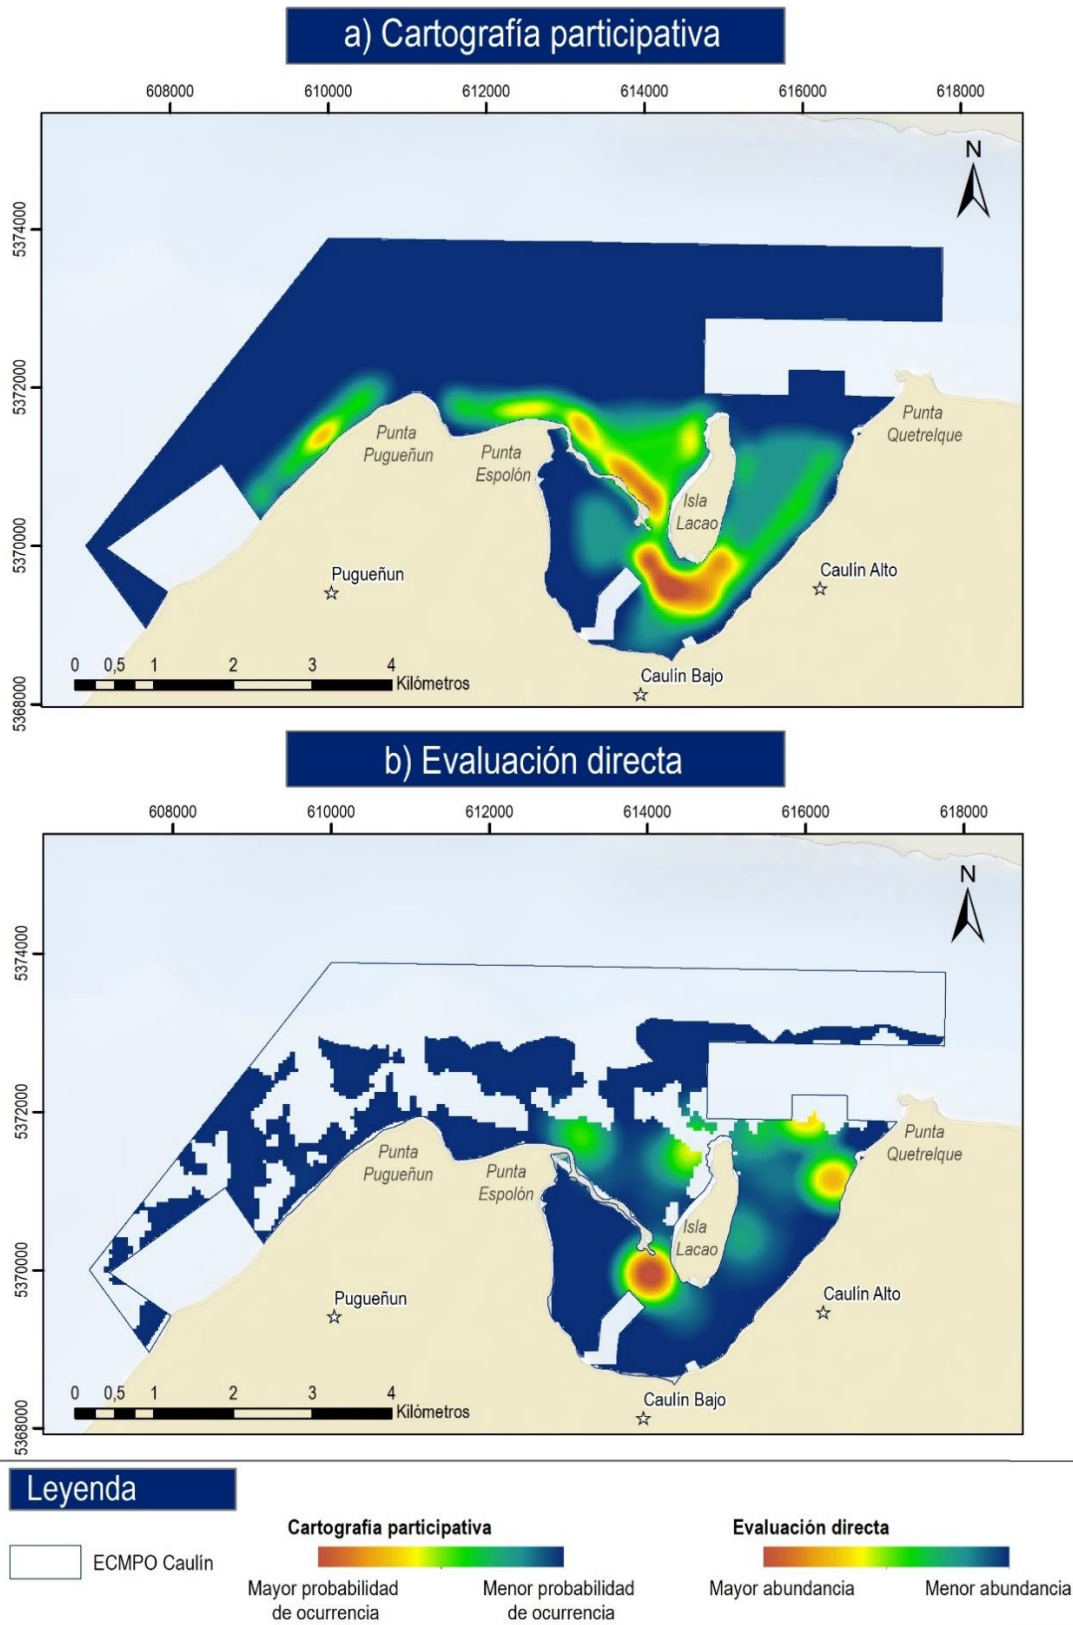 a) Cartografía participativa
608000 610000 612000 614000 616000 618000
N
5374000
5372000
5370000
5368000
Punta
Pugueñun
Punta
Espolón
Isla
Lacao
Punta
Quetrelque
Pugueñun
Caulín Alto
Caulín Bajo
0 0,5 1 2 3 4
Kilómetros
b) Evaluación directa
608000 610000 612000 614000 616000 618000
N
5374000
5372000
5370000
5368000
Punta
Pugueñun
Punta
Espolón
Isla
Lacao
Punta
Quetrelque
Pugueñun
Caulín Alto
Caulín Bajo
0 0,5 1 2 3 4
Kilómetros
Leyenda
ECMPO Caulín
Cartografia participativa
Mayor probabilidad
de ocurrencia
Menor probabilidad
de ocurrencia
Evaluación directa
Mayor abundancia
Menor abundancia